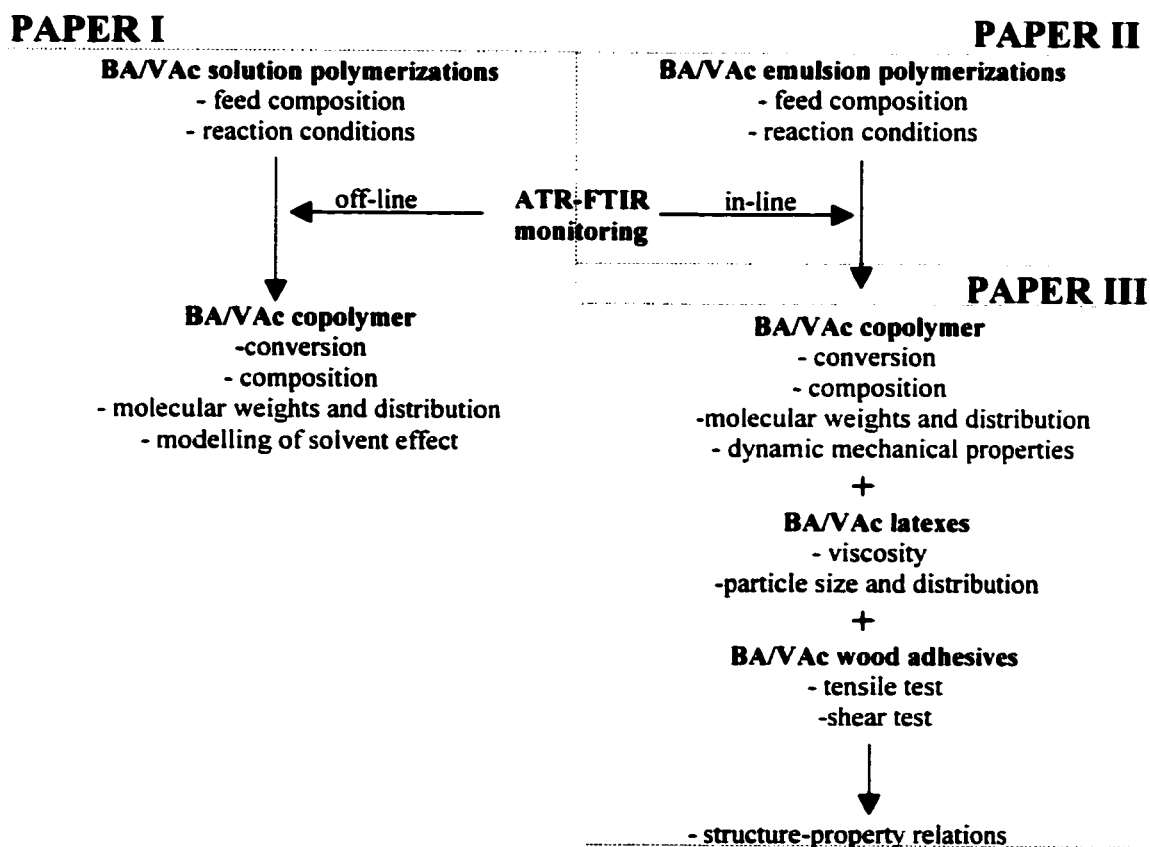 PAPER I
BA/VAc solution polymerizations
- feed composition
- reaction conditions
off-line
BA/VAc copolymer
-conversion
- composition
- molecular weights and distribution
- modelling of solvent effect
PAPER II
BA/VAc emulsion polymerizations
- feed composition
- reaction conditions
ATR-FTIR
monitoring
in-line
PAPER III
BA/VAc copolymer
- conversion
- composition
-molecular weights and distribution
- dynamic mechanical properties
+
BA/VAc latexes
- viscosity
-particle size and distribution
+
BA/VAc wood adhesives
- tensile test
-shear test
- structure-property relations